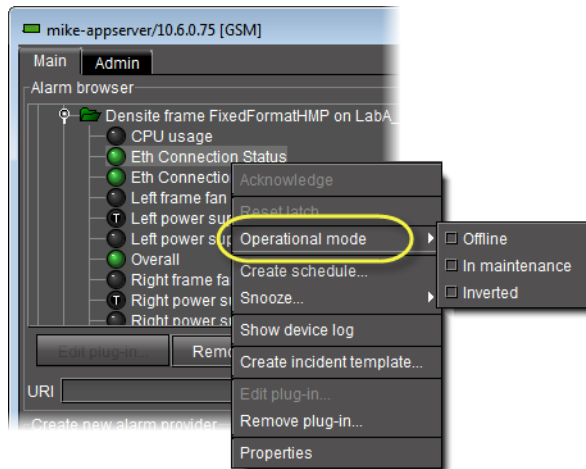 mike-appserver/10.6.0.75 [GSM]
Main Admin
Alarm browser
Densite frame FixedFormatHMP on LabA_
CPU usage
Eth Connection Status
Eth Connectio
Left frame fan
T Left power sup
Left power sup
Overall
Right frame fa
T Right power su
Right power su
Edit plug-in... Remo
URI
Create new alarm provider
Acknowledge
Reset latch
Operational mode
Create schedule...
Snooze...
Show device log
Create incident template...
Edit plug-in...
Remove plug-in...
Properties
Offline
In maintenance
Inverted